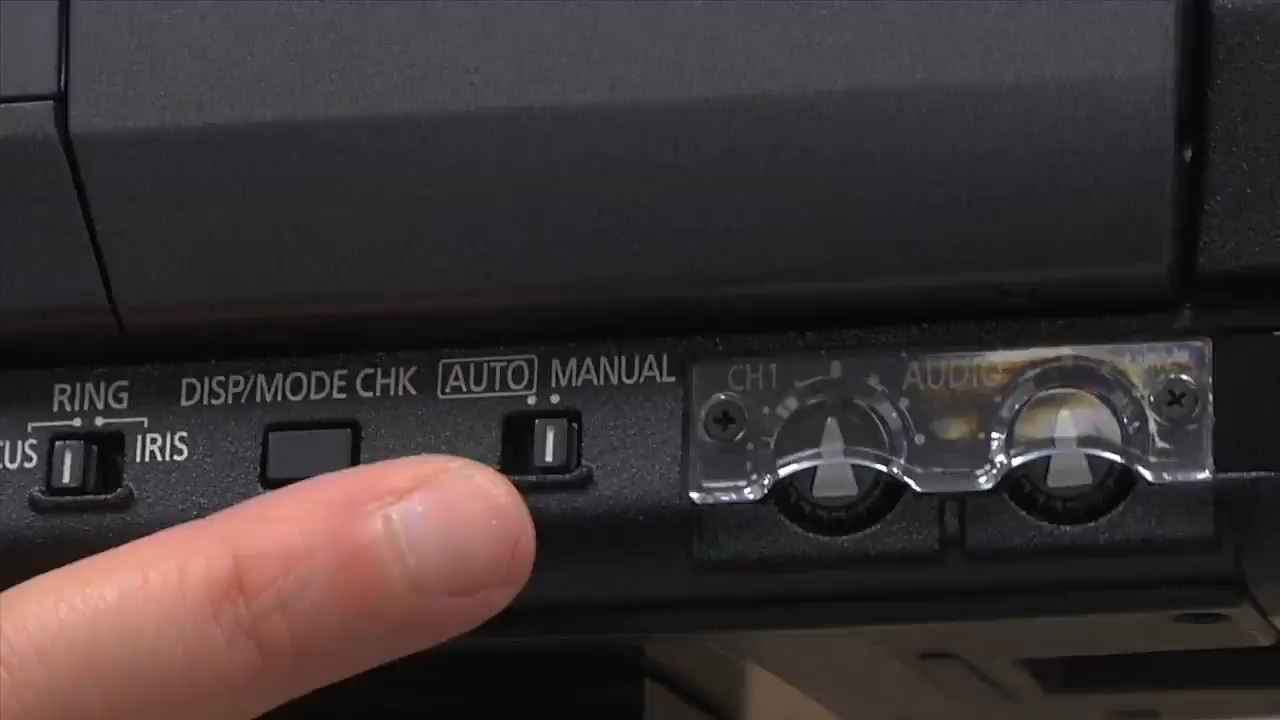 RING
CUS IRIS
DISP/MODE CHK
AUTO MANUAL
CH1 AUDIO